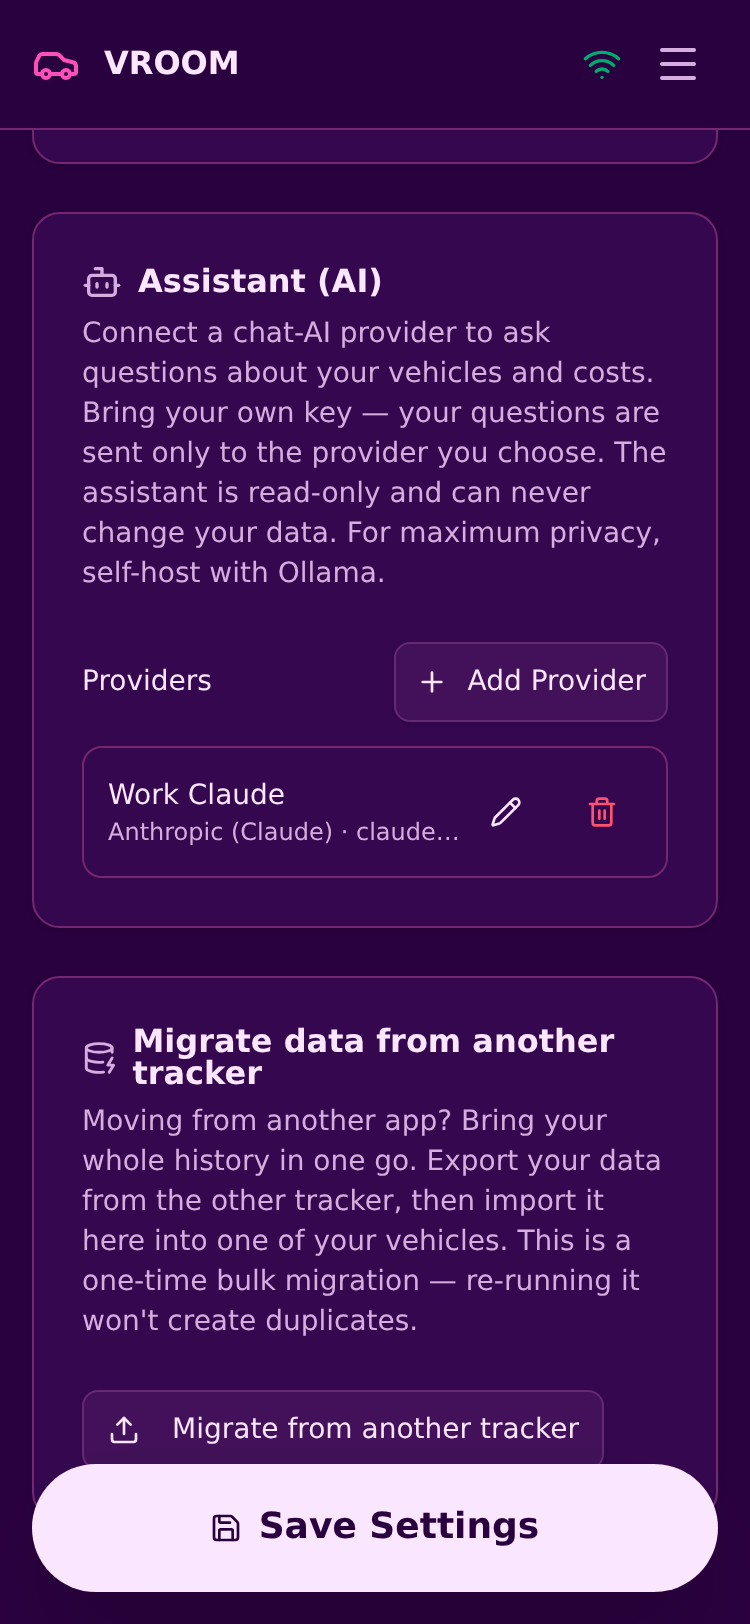 VROOM
Assistant (AI)
Connect a chat-AI provider to ask
questions about your vehicles and costs.
Bring your own key — your questions are
sent only to the provider you choose. The
assistant is read-only and can never
change your data. For maximum privacy,
self-host with Ollama.
Providers
Add Provider
Work Claude
Anthropic (Claude) · claude...
Migrate data from another
tracker
Moving from another app? Bring your
whole history in one go. Export your data
from the other tracker, then import it
here into one of your vehicles. This is a
one-time bulk migration — re-running it
won't create duplicates.
Migrate from another tracker
Save Settings